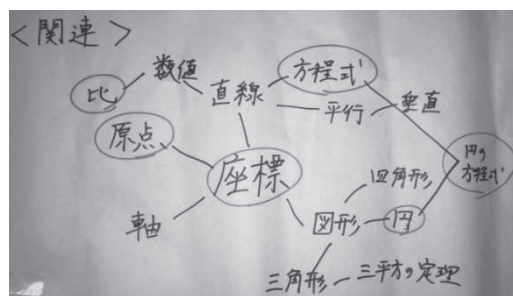 ＜関連＞
数値
比
直線
方程式
平行
垂直
原点
座標
円の
方程式
四角形
軸
図形
円
三角形
三平方の定理